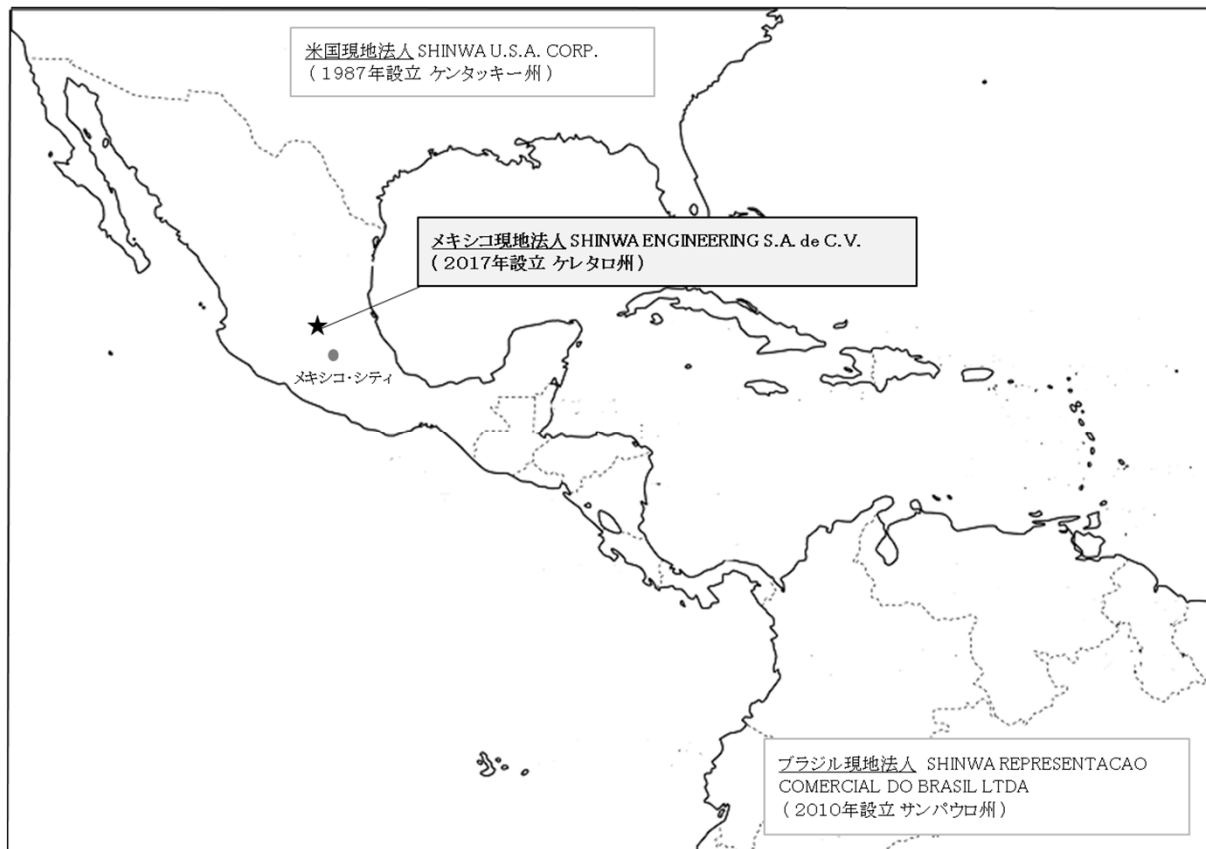 米国現地法人 SHINWA U.S.A. CORP.
( 1987年設立 ケンタッキー州 )
メキシコ現地法人 SHINWA ENGINEERING S.A. de C.V.
( 2017年設立 ケレタロ州 )
メキシコ・シティ
ブラジル現地法人 SHINWA REPRESENTACAO
COMERCIAL DO BRASIL LTDA
( 2010年設立 サンパウロ州 )